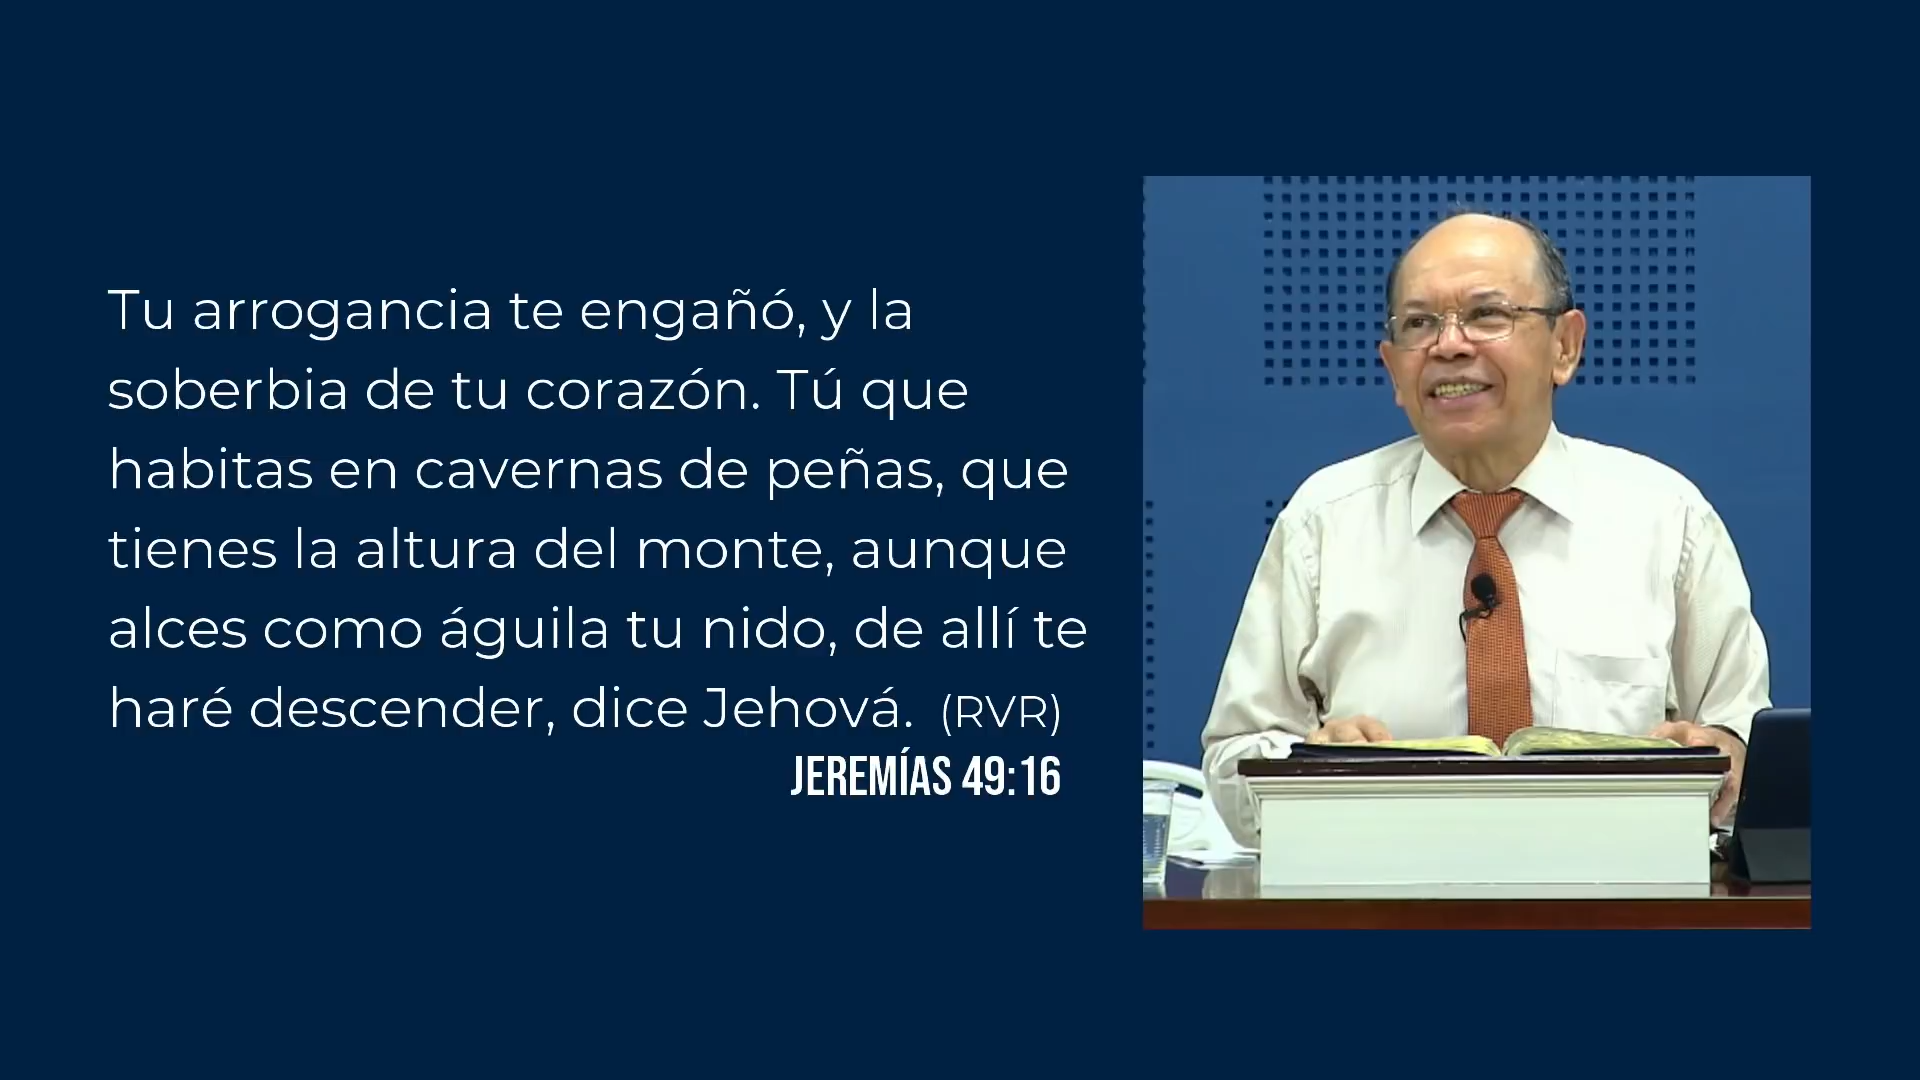 Tu arrogancia te engañó, y la
soberbia de tu corazón. Tú que
habitas en cavernas de peñas, que
tienes la altura del monte, aunque
alces como águila tu nido, de allí te
haré descender, dice Jehová. (RVR)
JEREMÍAS 49:16